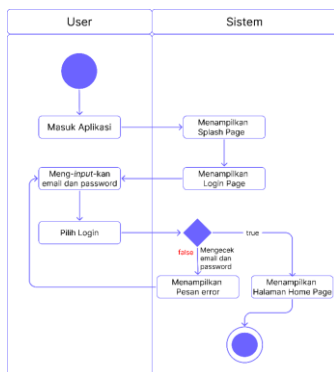 User
Sistem
Masuk Aplikasi
Menampilkan
Splash Page
Meng-input-kan
email dan password
Menampilkan
Login Page
Pilih Login
true
false
Mengecek
email dan
password
Menampilkan
Pesan error
Menampilkan
Halaman Home Page